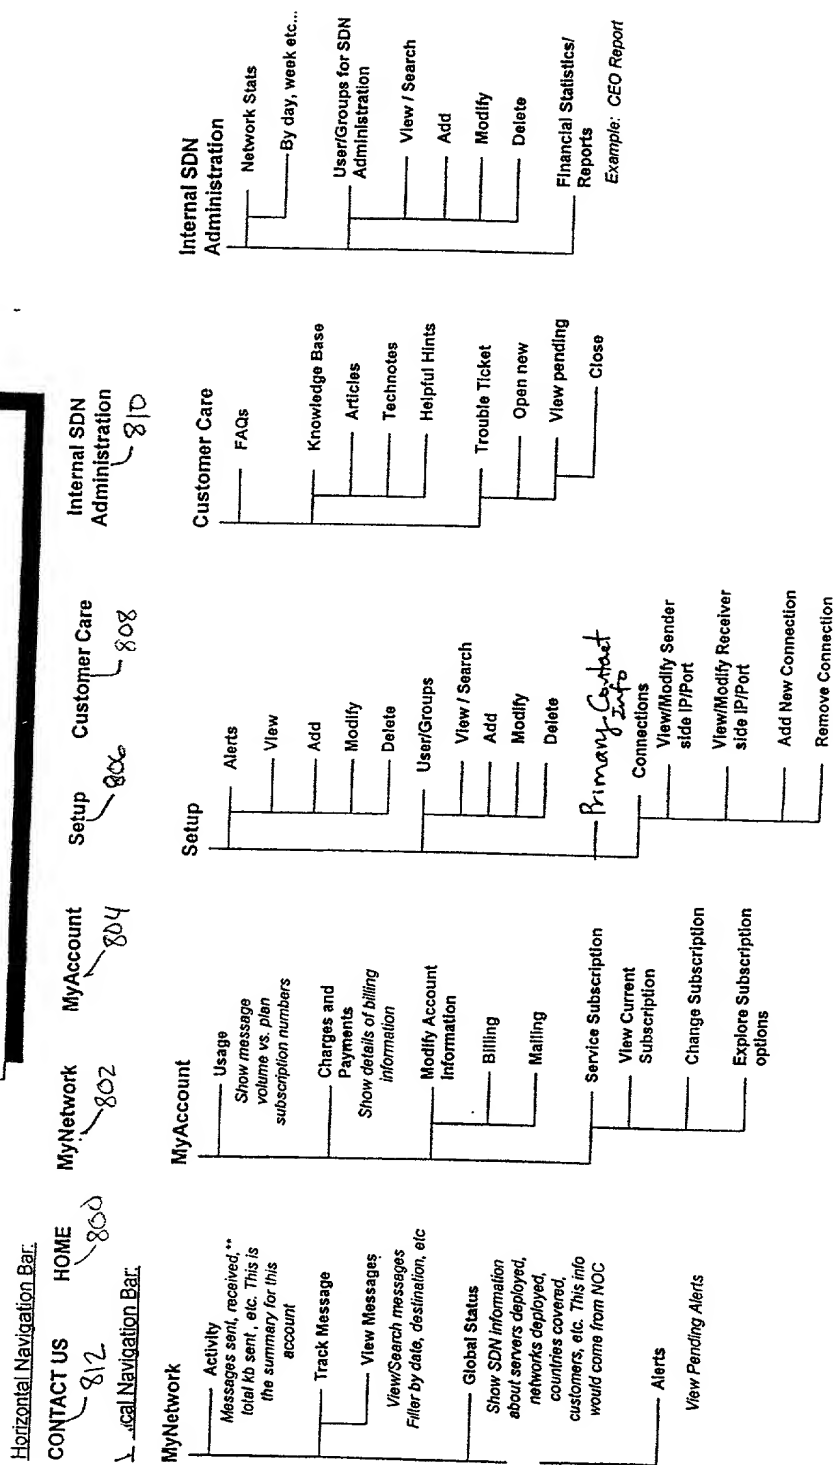 Horizontal Navigation Bar:
CONTACT US
812
HOME
800
MyNetwork
802
MyAccount
804
Setup
806
Customer Care
808
Internal SDN
Administration
810
ical Navigation Bar:
MyNetwork
Activity
Messages sent, received,**
total kb sent, etc. This is
the summary for this
account
Track Message
View Messages
View/Search messages
Filter by date, destination, etc
Global Status
Show SDN information
about servers deployed,
networks deployed,
countries covered,
customers, etc. This info
would come from NOC
Alerts
View Pending Alerts
MyAccount
Usage
Show message
volume vs. plan
subscription numbers
Charges and
Payments
Show details of billing
information
Modify Account
Information
Billing
Mailing
Service Subscription
View Current
Subscription
Change Subscription
Explore Subscription
options
Setup
Alerts
View
Add
Modify
Delete
User/Groups
View / Search
Add
Modify
Delete
Primary Contact
Info
Connections
View/Modify Sender
side IP/Port
View/Modify Receiver
side IP/Port
Add New Connection
Remove Connection
Customer Care
FAQs
Knowledge Base
Articles
Technotes
Helpful Hints
Trouble Ticket
Open new
View pending
Close
Internal SDN
Administration
Network Stats
By day, week etc...
User/Groups for SDN
Administration
View / Search
Add
Modify
Delete
Financial Statistics/
Reports
Example: CEO Report